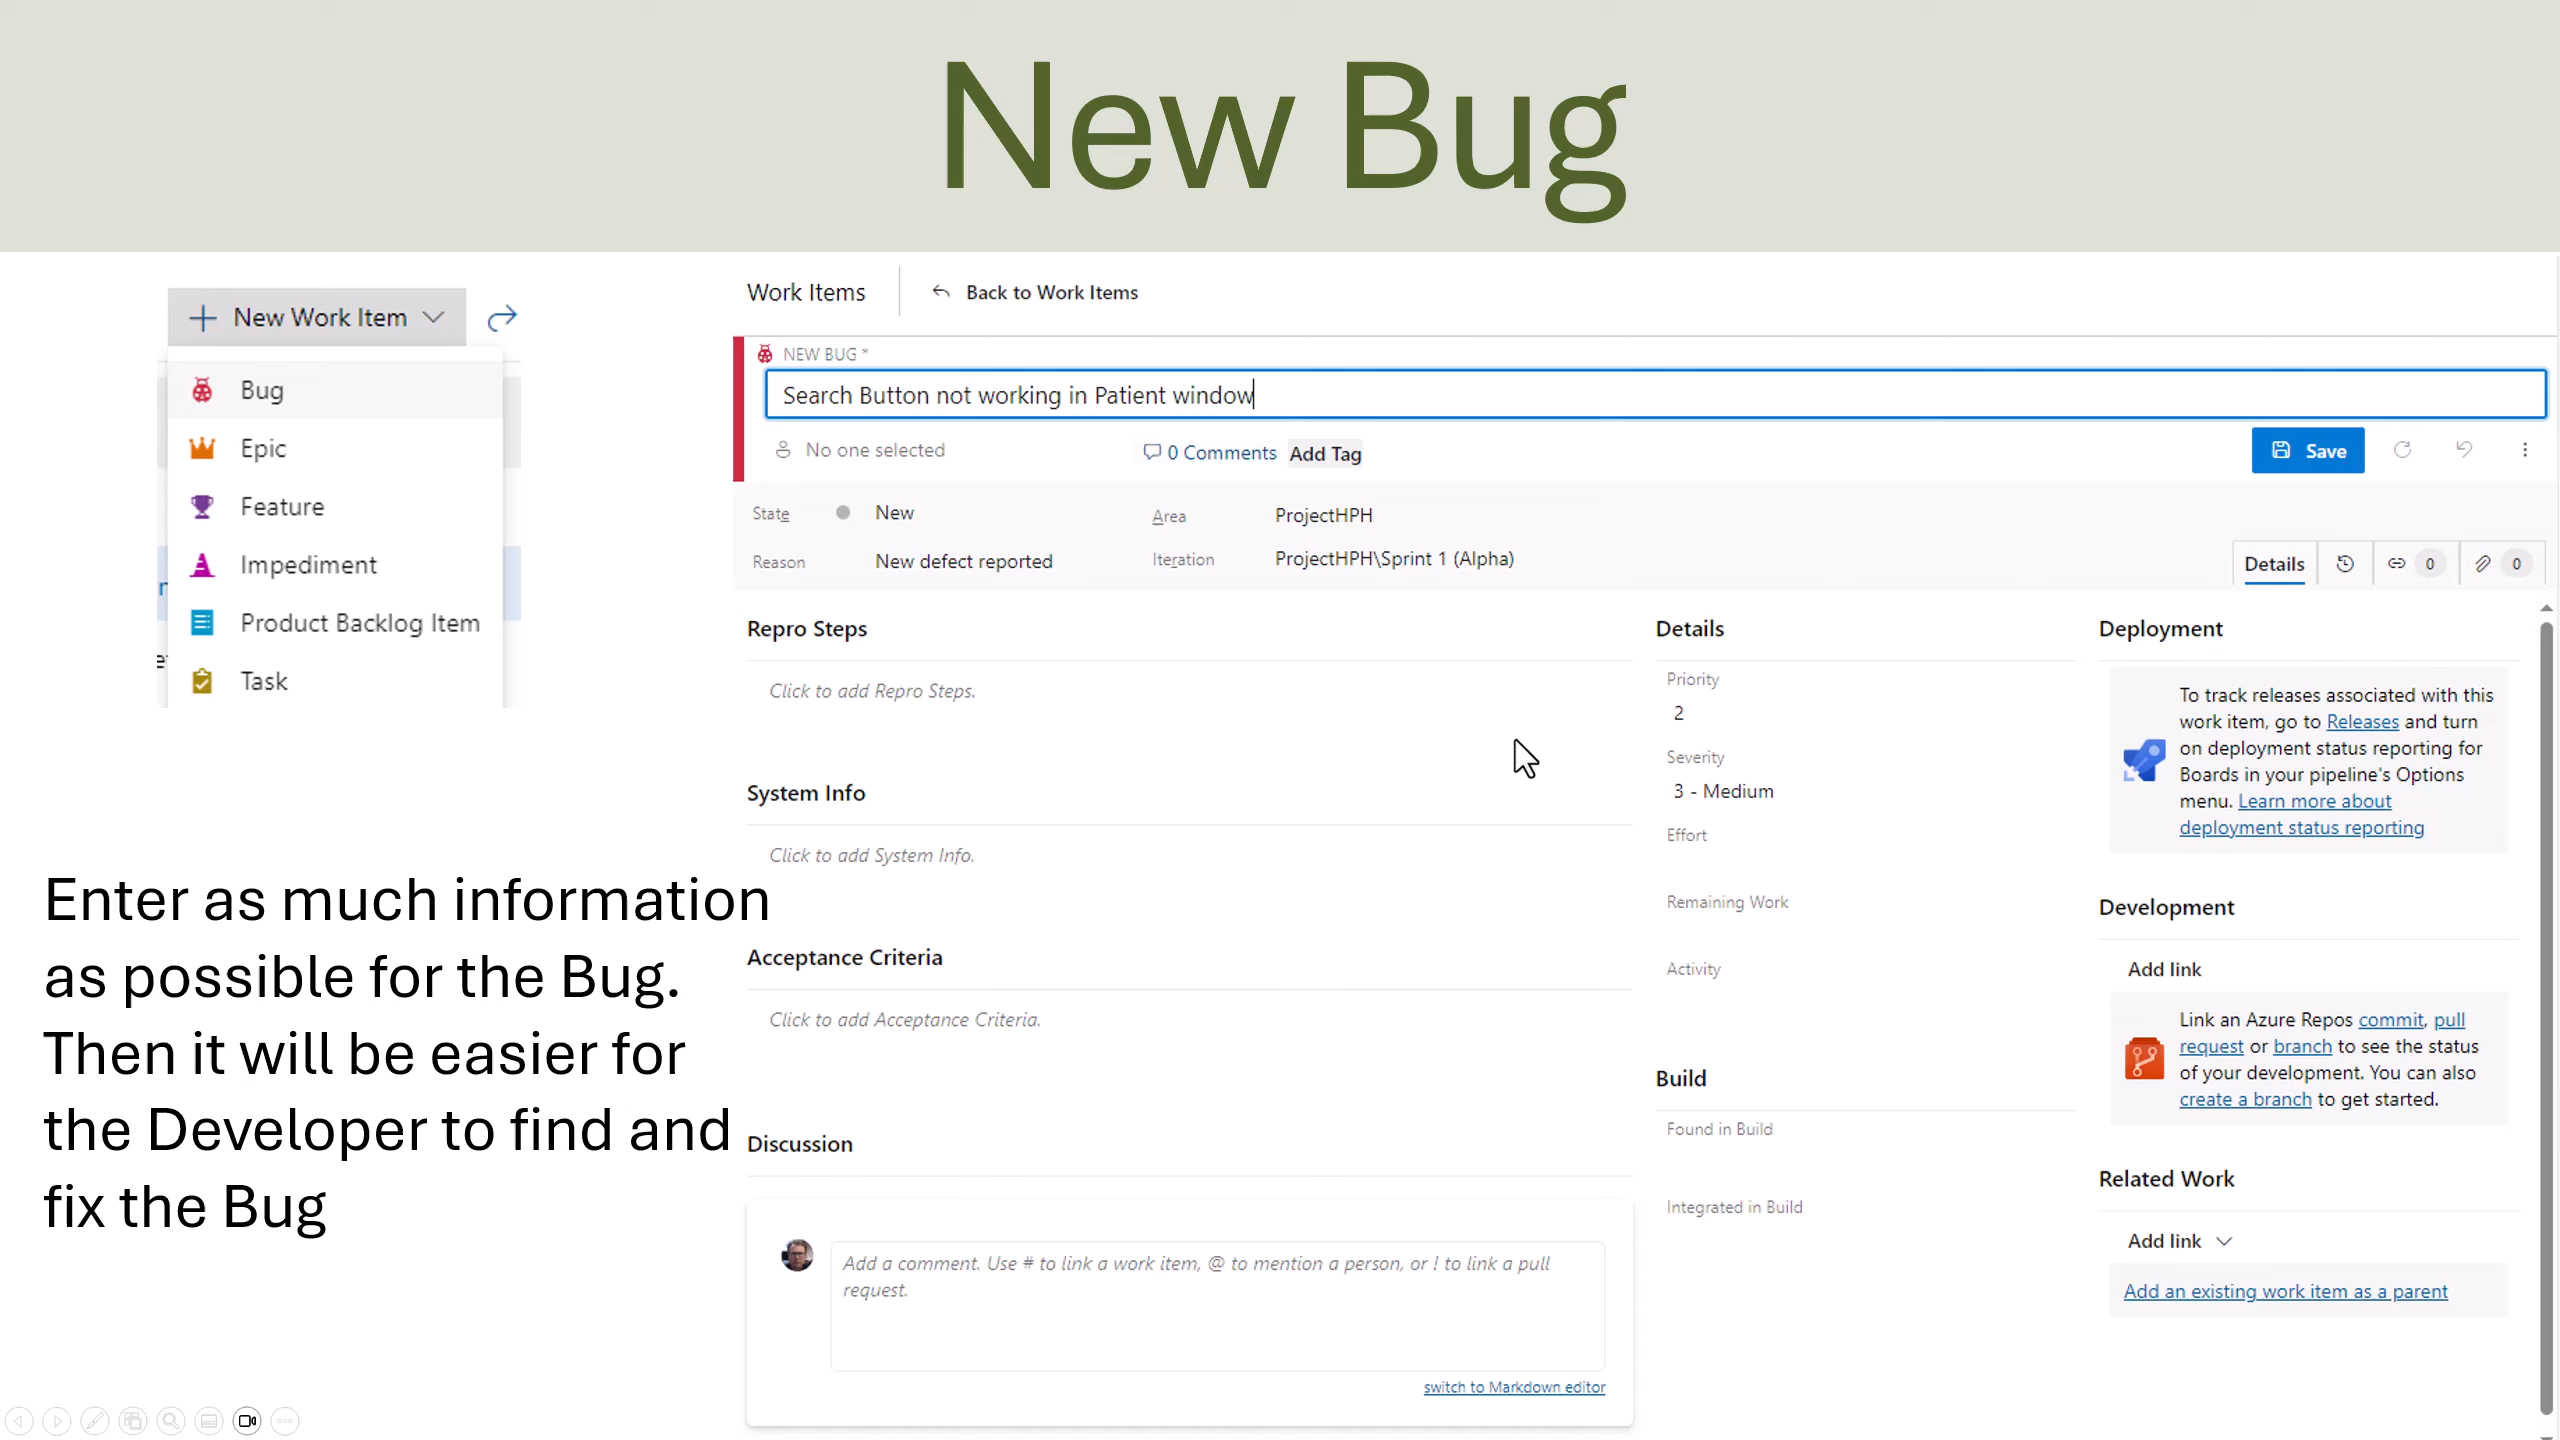 New Bug
New Work Item
Bug
Epic
Feature
Impediment
Product Backlog Item
Task
Enter as much information
as possible for the Bug.
Then it will be easier for
the Developer to find and
fix the Bug
Work Items
Back to Work Items
NEW BUG *
Search Button not working in Patient window
No one selected
0 Comments
Add Tag
Save
State
New
Area
ProjectHPH
Reason
New defect reported
Iteration
ProjectHPH\Sprint 1 (Alpha)
Details
0
0
Repro Steps
Click to add Repro Steps.
System Info
Click to add System Info.
Acceptance Criteria
Click to add Acceptance Criteria.
Discussion
Add a comment. Use # to link a work item, @ to mention a person, or ! to link a pull
request.
switch to Markdown editor
Details
Priority
2
Severity
3 - Medium
Effort
Remaining Work
Activity
Build
Found in Build
Integrated in Build
Deployment
To track releases associated with this
work item, go to Releases and turn
on deployment status reporting for
Boards in your pipeline's Options
menu. Learn more about
deployment status reporting
Development
Add link
Link an Azure Repos commit, pull
request or branch to see the status
of your development. You can also
create a branch to get started.
Related Work
Add link
Add an existing work item as a parent